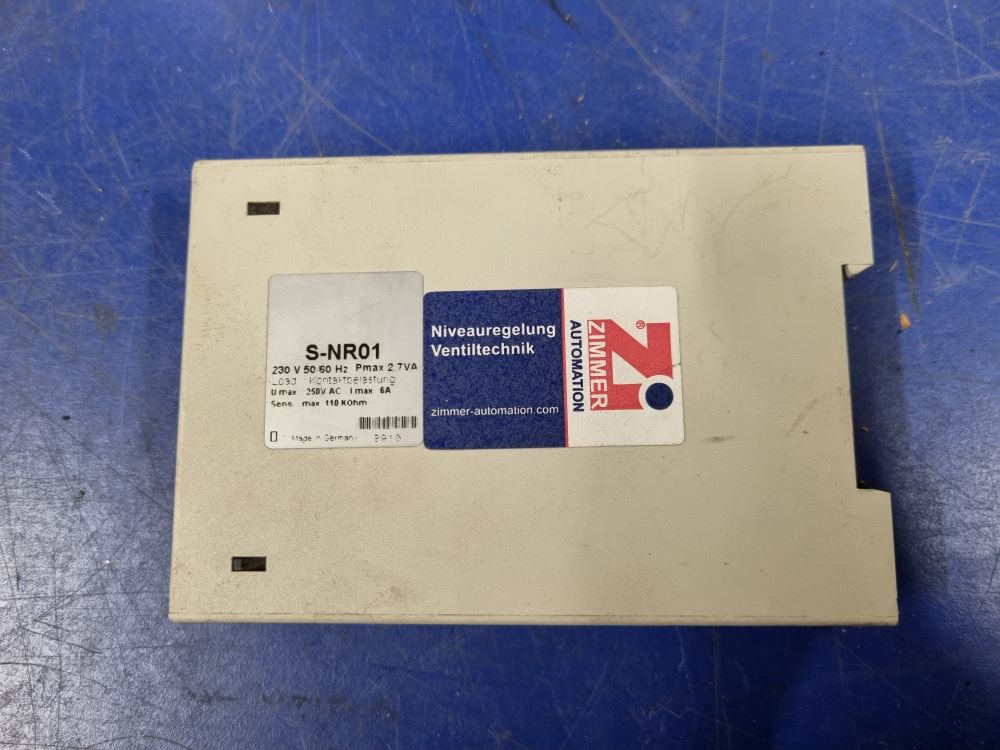 S-NR01
230 V 50/60 Hz Pmax 2.7VA
Load Kontaktbelastung
U max 250V AC I max 6A
Sens. max 110 KOhm
Made in Germany
Niveauregelung
Ventiltechnik
zimmer-automation.com
Zi
®
ZIMMER
AUTOMATION